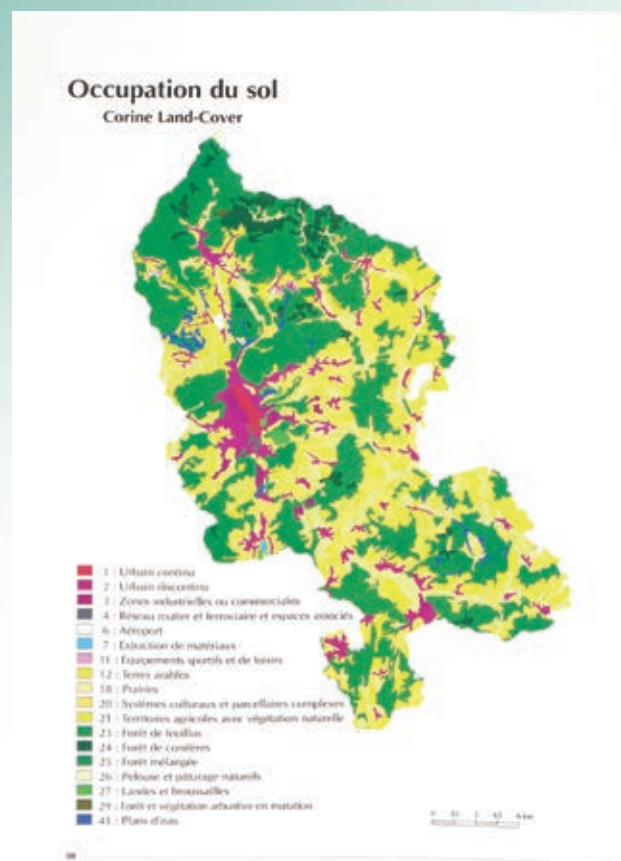 Occupation du sol
Corine Land-Cover
1 : Urbain continu
2 : Urbain discontinu
3 : Zones industrielles ou commerciales
4 : Réseau routier et ferroviaire et espaces associés
6 : Aéroport
7 : Extraction de matériaux
11 : Equipements sportifs et de loisirs
12 : Terres arables
18 : Prairies
20 : Systèmes culturaux et parcellaires complexes
21 : Territoires agricoles avec végétation naturelle
23 : Forêt de feuillus
24 : Forêt de conifères
25 : Forêt mélangée
26 : Pelouse et pâturage naturels
27 : Landes et broussailles
29 : Forêt et végétation arbustive en mutation
41 : Plans d'eau